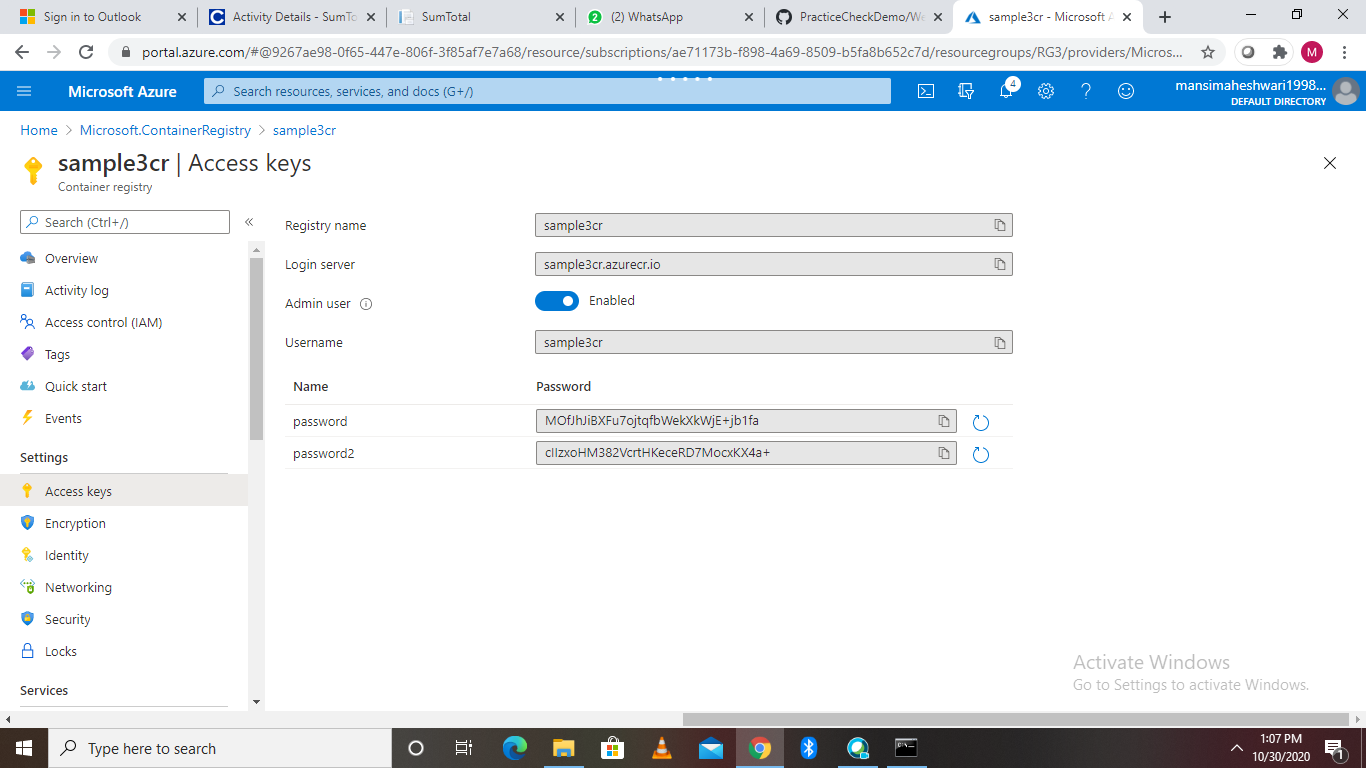 Sign in to Outlook
Activity Details - SumTo
SumTotal
(2) WhatsApp
PracticeCheckDemo/We
sample3cr - Microsoft A
portal.azure.com/#@9267ae98-0f65-447e-806f-3f85af7e7a68/resource/subscriptions/ae71173b-f898-4a69-8509-b5fa8b652c7d/resourcegroups/RG3/providers/Micros...
M
Microsoft Azure
Search resources, services, and docs (G+/)
4
mansimaheshwari1998...
DEFAULT DIRECTORY
Home > Microsoft.ContainerRegistry > sample3cr
sample3cr | Access keys
Container registry
Search (Ctrl+/)
Overview
Activity log
Access control (IAM)
Tags
Quick start
Events
Settings
Access keys
Encryption
Identity
Networking
Security
Locks
Services
Registry name
sample3cr
Login server
sample3cr.azurecr.io
Admin user
Enabled
Username
sample3cr
Name Password
password
password2
Activate Windows
Go to Settings to activate Windows.
Type here to search
1:07 PM
10/30/2020
1